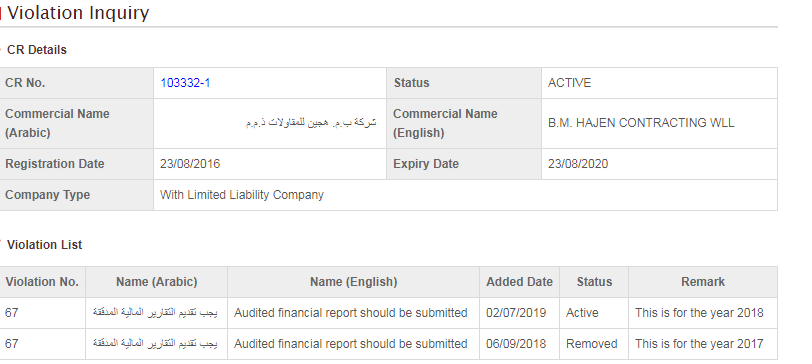 Violation Inquiry
CR Details
CR No. 103332-1 Status ACTIVE
Commercial Name (Arabic) شركة ب.م. هجين للمقاولات ذ.م.م Commercial Name (English) B.M. HAJEN CONTRACTING WLL
Registration Date 23/08/2016 Expiry Date 23/08/2020
Company Type With Limited Liability Company
Violation List
Violation No. Name (Arabic) Name (English) Added Date Status Remark
67 يجب تقديم التقارير المالية المدققة Audited financial report should be submitted 02/07/2019 Active This is for the year 2018
67 يجب تقديم التقارير المالية المدققة Audited financial report should be submitted 06/09/2018 Removed This is for the year 2017